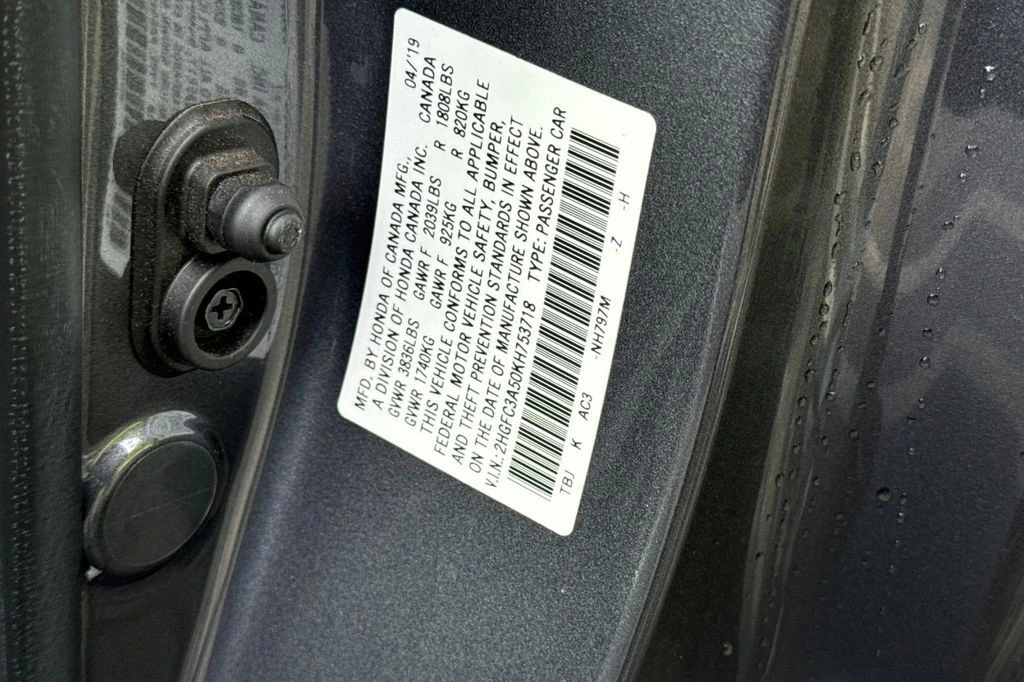 MFD. BY HONDA OF CANADA MFG., 04/19
A DIVISION OF HONDA CANADA INC. CANADA
GVWR 3836LBS GAWR F 2039LBS R 1808LBS
GVWR 1740KG GAWR F 925KG R 820KG
THIS VEHICLE CONFORMS TO ALL APPLICABLE
FEDERAL MOTOR VEHICLE SAFETY, BUMPER,
AND THEFT PREVENTION STANDARDS IN EFFECT
ON THE DATE OF MANUFACTURE SHOWN ABOVE.
V.I.N.: 2HGFC3A50KH753718 TYPE: PASSENGER CAR
TBJ K AG3 -NH797M -Z -H